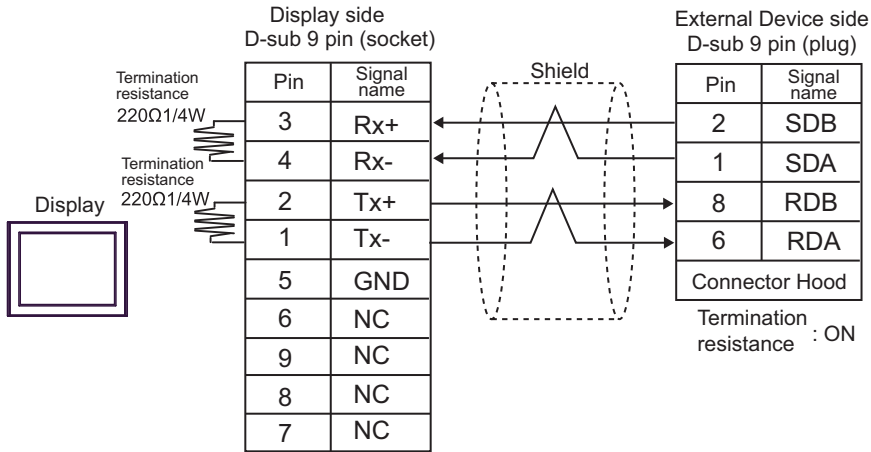 Display side
D-sub 9 pin (socket)
External Device side
D-sub 9 pin (plug)
Termination
resistance
220Ω1/4W
Termination
resistance
220Ω1/4W
Display
Pin Signal name
3 Rx+
4 Rx-
2 Tx+
1 Tx-
5 GND
6 NC
9 NC
8 NC
7 NC
Shield
Pin Signal name
2 SDB
1 SDA
8 RDB
6 RDA
Connector Hood
Termination
resistance : ON